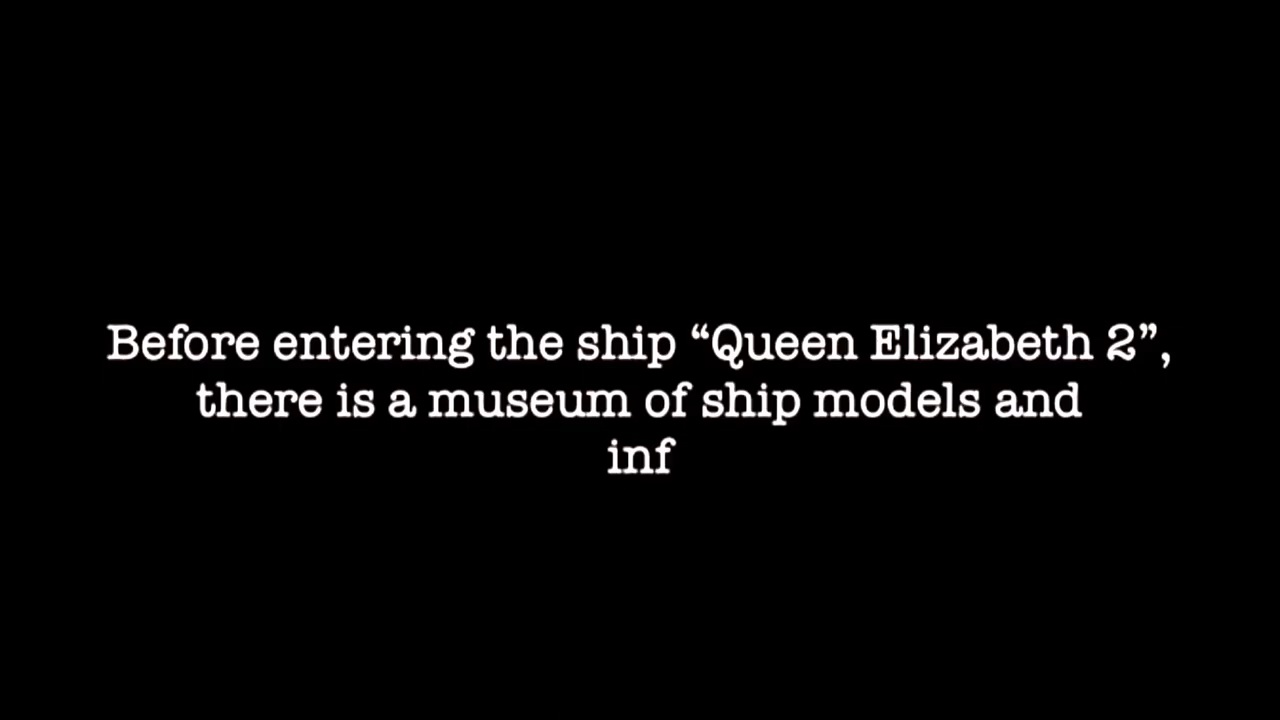 Before entering the ship “Queen Elizabeth 2”,
there is a museum of ship models and
inf